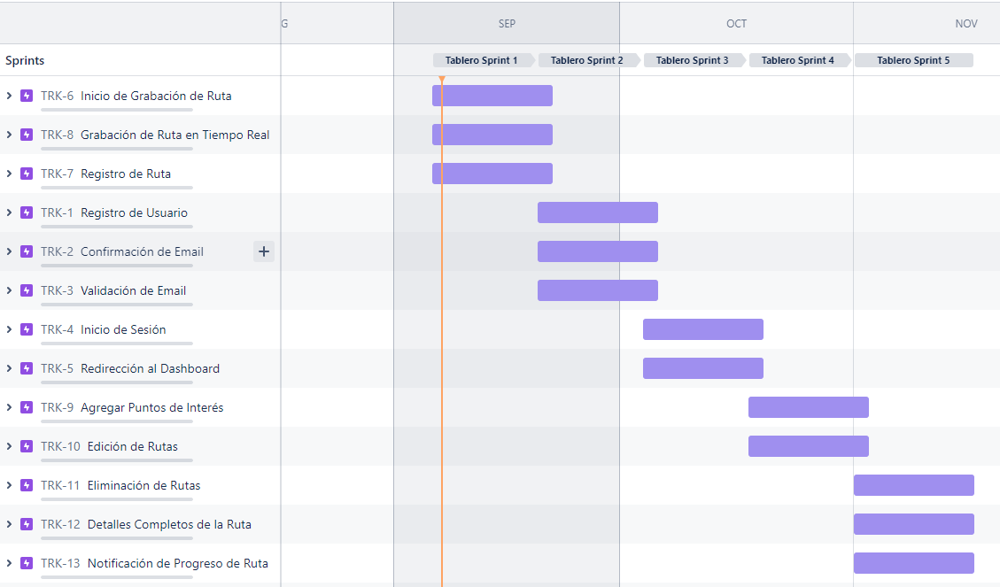 G SEP OCT NOV
Sprints Tablero Sprint 1 Tablero Sprint 2 Tablero Sprint 3 Tablero Sprint 4 Tablero Sprint 5
TRK-6 Inicio de Grabación de Ruta
TRK-8 Grabación de Ruta en Tiempo Real
TRK-7 Registro de Ruta
TRK-1 Registro de Usuario
TRK-2 Confirmación de Email +
TRK-3 Validación de Email
TRK-4 Inicio de Sesión
TRK-5 Redirección al Dashboard
TRK-9 Agregar Puntos de Interés
TRK-10 Edición de Rutas
TRK-11 Eliminación de Rutas
TRK-12 Detalles Completos de la Ruta
TRK-13 Notificación de Progreso de Ruta